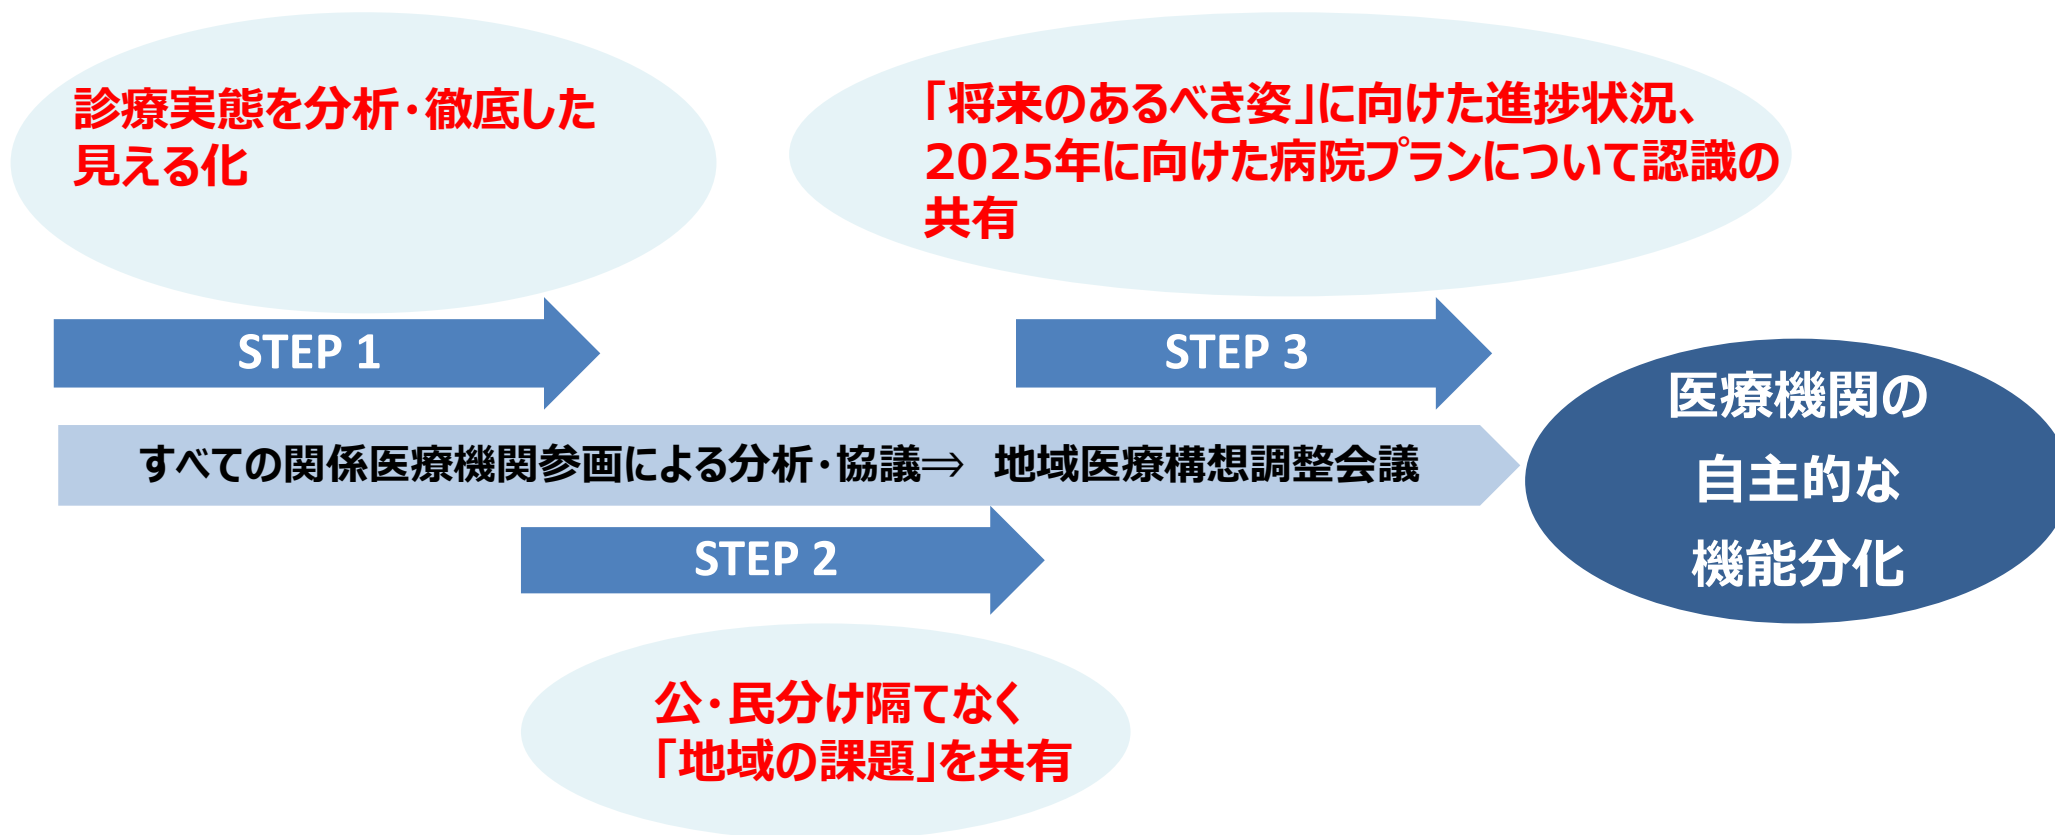 診療実態を分析・徹底した
見える化
「将来のあるべき姿」に向けた進捗状況、
2025年に向けた病院プランについて認識の
共有
STEP 1
STEP 3
すべての関係医療機関参画による分析・協議⇒ 地域医療構想調整会議
医療機関の
自主的な
機能分化
STEP 2
公・民分け隔てなく
「地域の課題」を共有